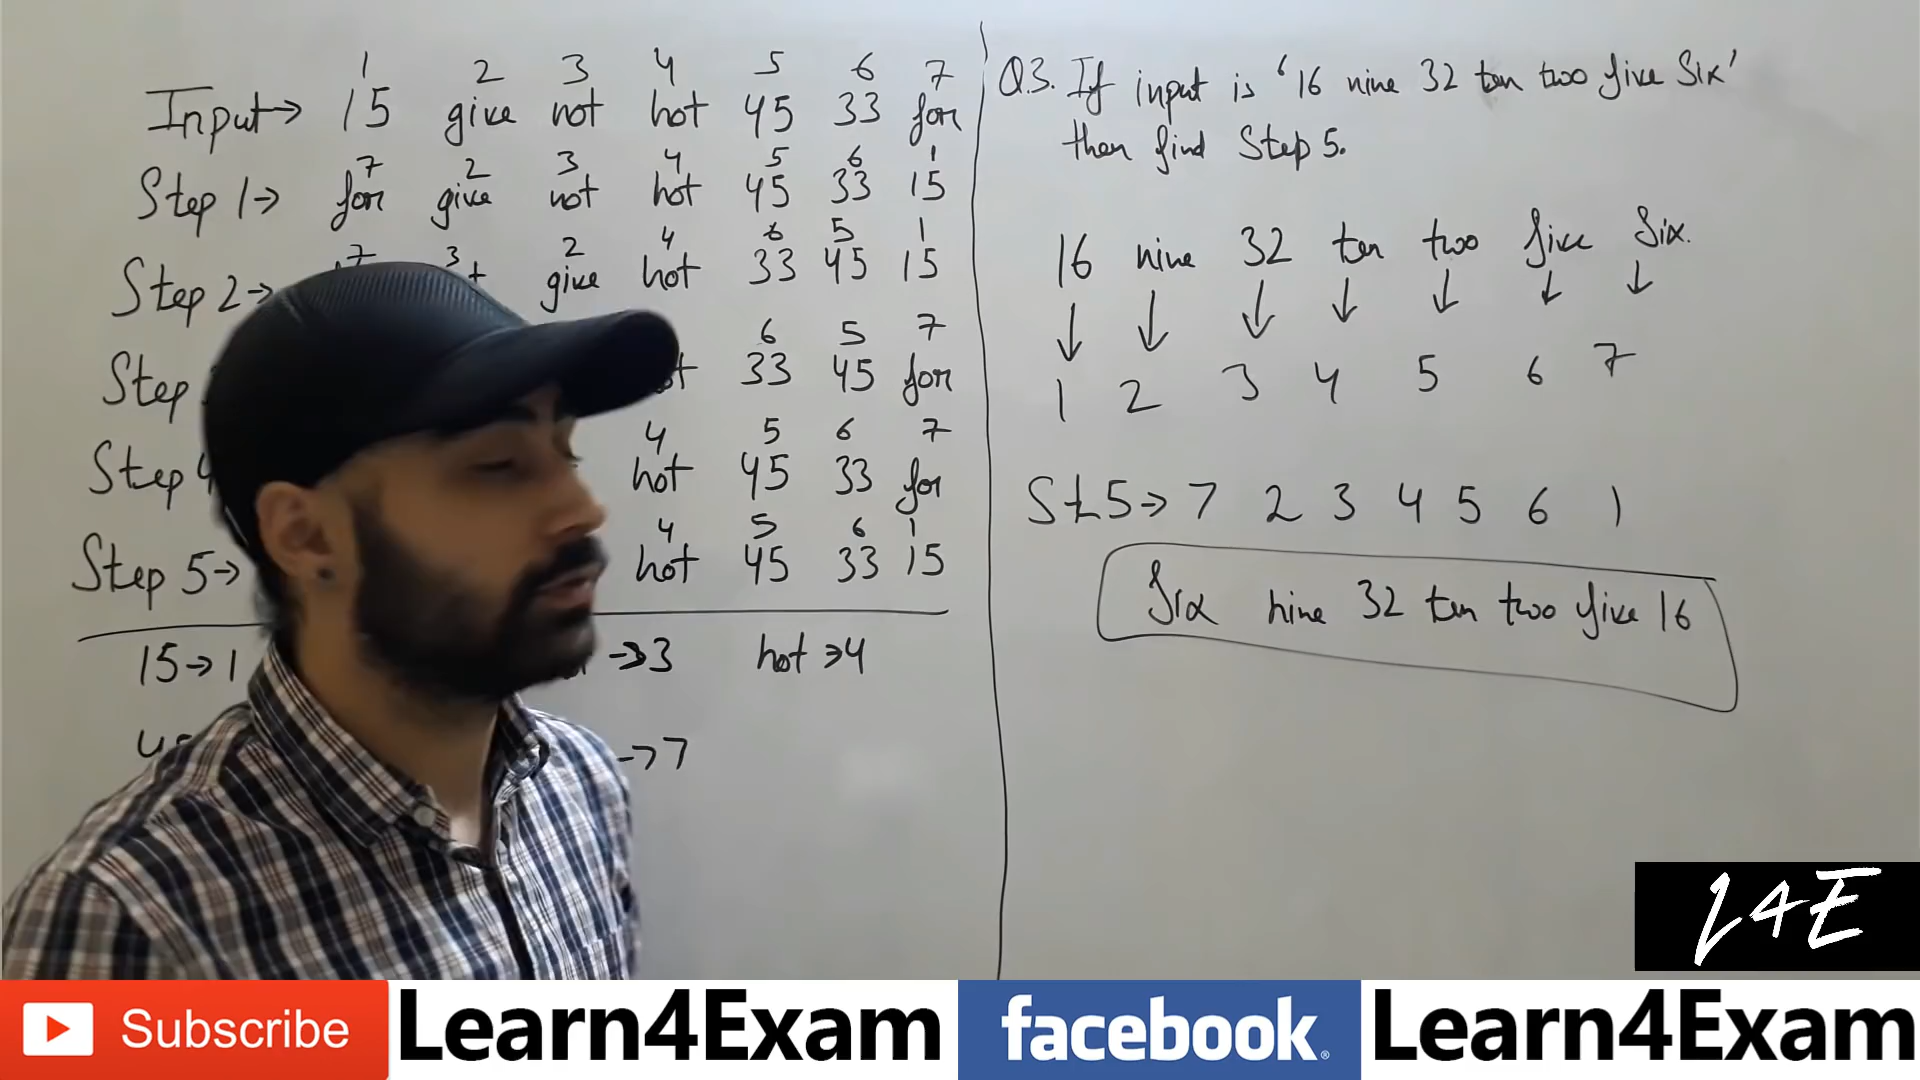 1 2 3 4 5 6 7
Input → 15 give not hot 45 33 for
7 2 3 4 5 6 1
Step 1 → for give not hot 45 33 15
7 3 2 4 6 5 1
Step 2 → give hot 33 45 15
6 5 7
Step 33 45 for
4 5 6 7
Step 4 hot 45 33 for
4 5 6 1
Step 5 → hot 45 33 15
15 → 1 → 3 hot → 4
→ 7
Q.3. If input is '16 nine 32 ten two five Six'
then find Step 5.
16 nine 32 ten two five Six.
↓ ↓ ↓ ↓ ↓ ↓ ↓
1 2 3 4 5 6 7
St 5 → 7 2 3 4 5 6 1
Six nine 32 ten two five 16
L4E
Subscribe Learn4Exam facebook® Learn4Exam